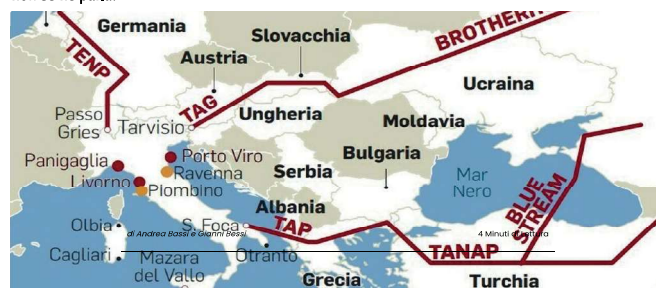 Germania
Slovacchia
BROTHERH
TENP
Austria
Ucraina
TAG
Passo
Gries
Tarvisio
Ungheria
Moldavia
Panigaglia
Porto Viro
Bulgaria
Livorno
Ravenna
Serbia
Mar
Nero
Piombino
Albania
BLUE
STREAM
Olbia
di Andrea Bassi e Gianni Bessi
S. Foca
TAP
4 Minuti di Lettura
Cagliari
Mazara
del Vallo
Otranto
TANAP
Grecia
Turchia